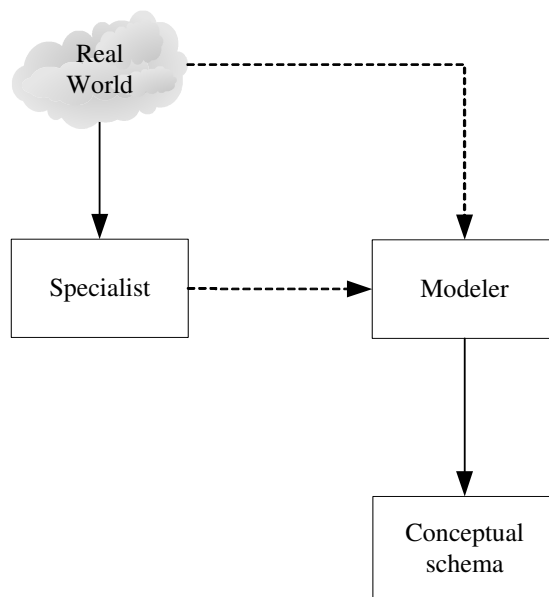 Real
World
Specialist
Modeler
Conceptual
schema